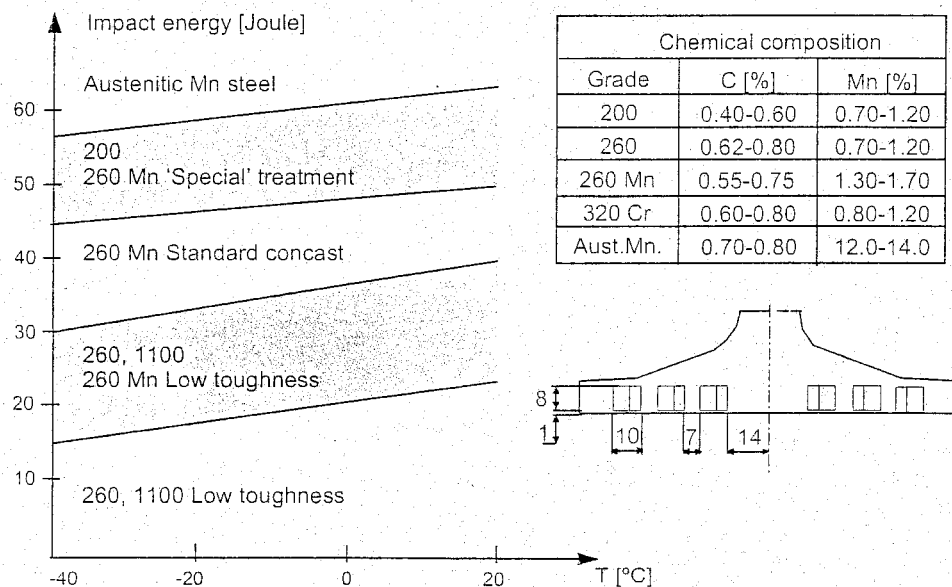 Impact energy [Joule]
Austenitic Mn steel
60
200
50
260 Mn 'Special' treatment
40
260 Mn Standard concast
30
260, 1100
260 Mn Low toughness
20
10
260, 1100 Low toughness
-40
-20
0
20
T [°C]
Chemical composition
Grade C [%] Mn [%]
200 0.40-0.60 0.70-1.20
260 0.62-0.80 0.70-1.20
260 Mn 0.55-0.75 1.30-1.70
320 Cr 0.60-0.80 0.80-1.20
Aust.Mn. 0.70-0.80 12.0-14.0
8
1
10
7
14